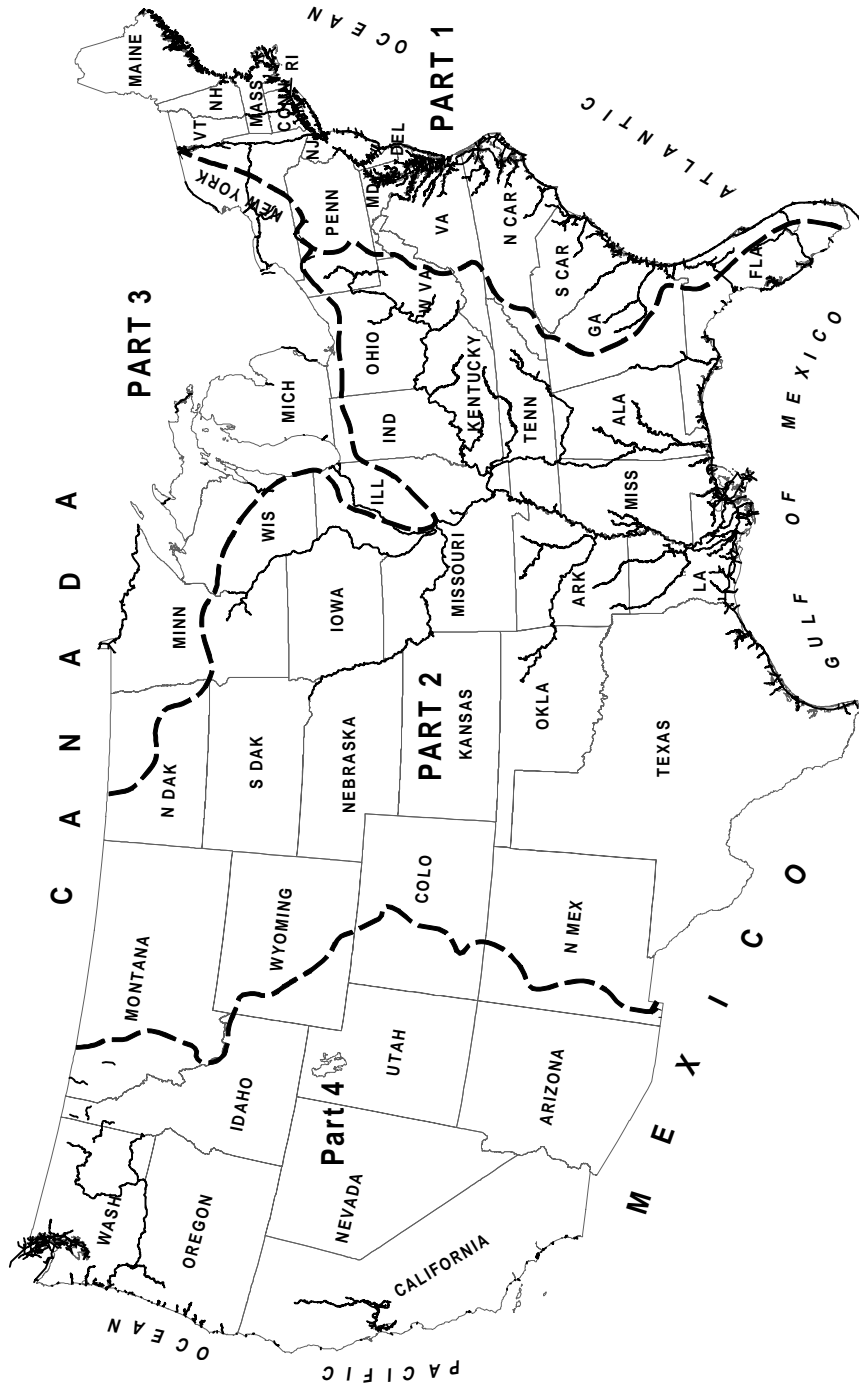 CANADA
MEXICO
GULF OF MEXICO
ATLANTIC OCEAN
PACIFIC OCEAN
PART 1
PART 2
PART 3
Part 4
WASH
OREGON
CALIFORNIA
NEVADA
IDAHO
MONTANA
WYOMING
UTAH
ARIZONA
COLO
N MEX
N DAK
S DAK
NEBRASKA
KANSAS
OKLA
TEXAS
MINN
IOWA
MISSOURI
ARK
LA
WIS
ILL
MICH
IND
OHIO
KENTUCKY
TENN
MISS
ALA
GA
FLA
S CAR
N CAR
VA
W VA
MD
DEL
PENN
NJ
NEW YORK
CONN
RI
MASS
VT
NH
MAINE